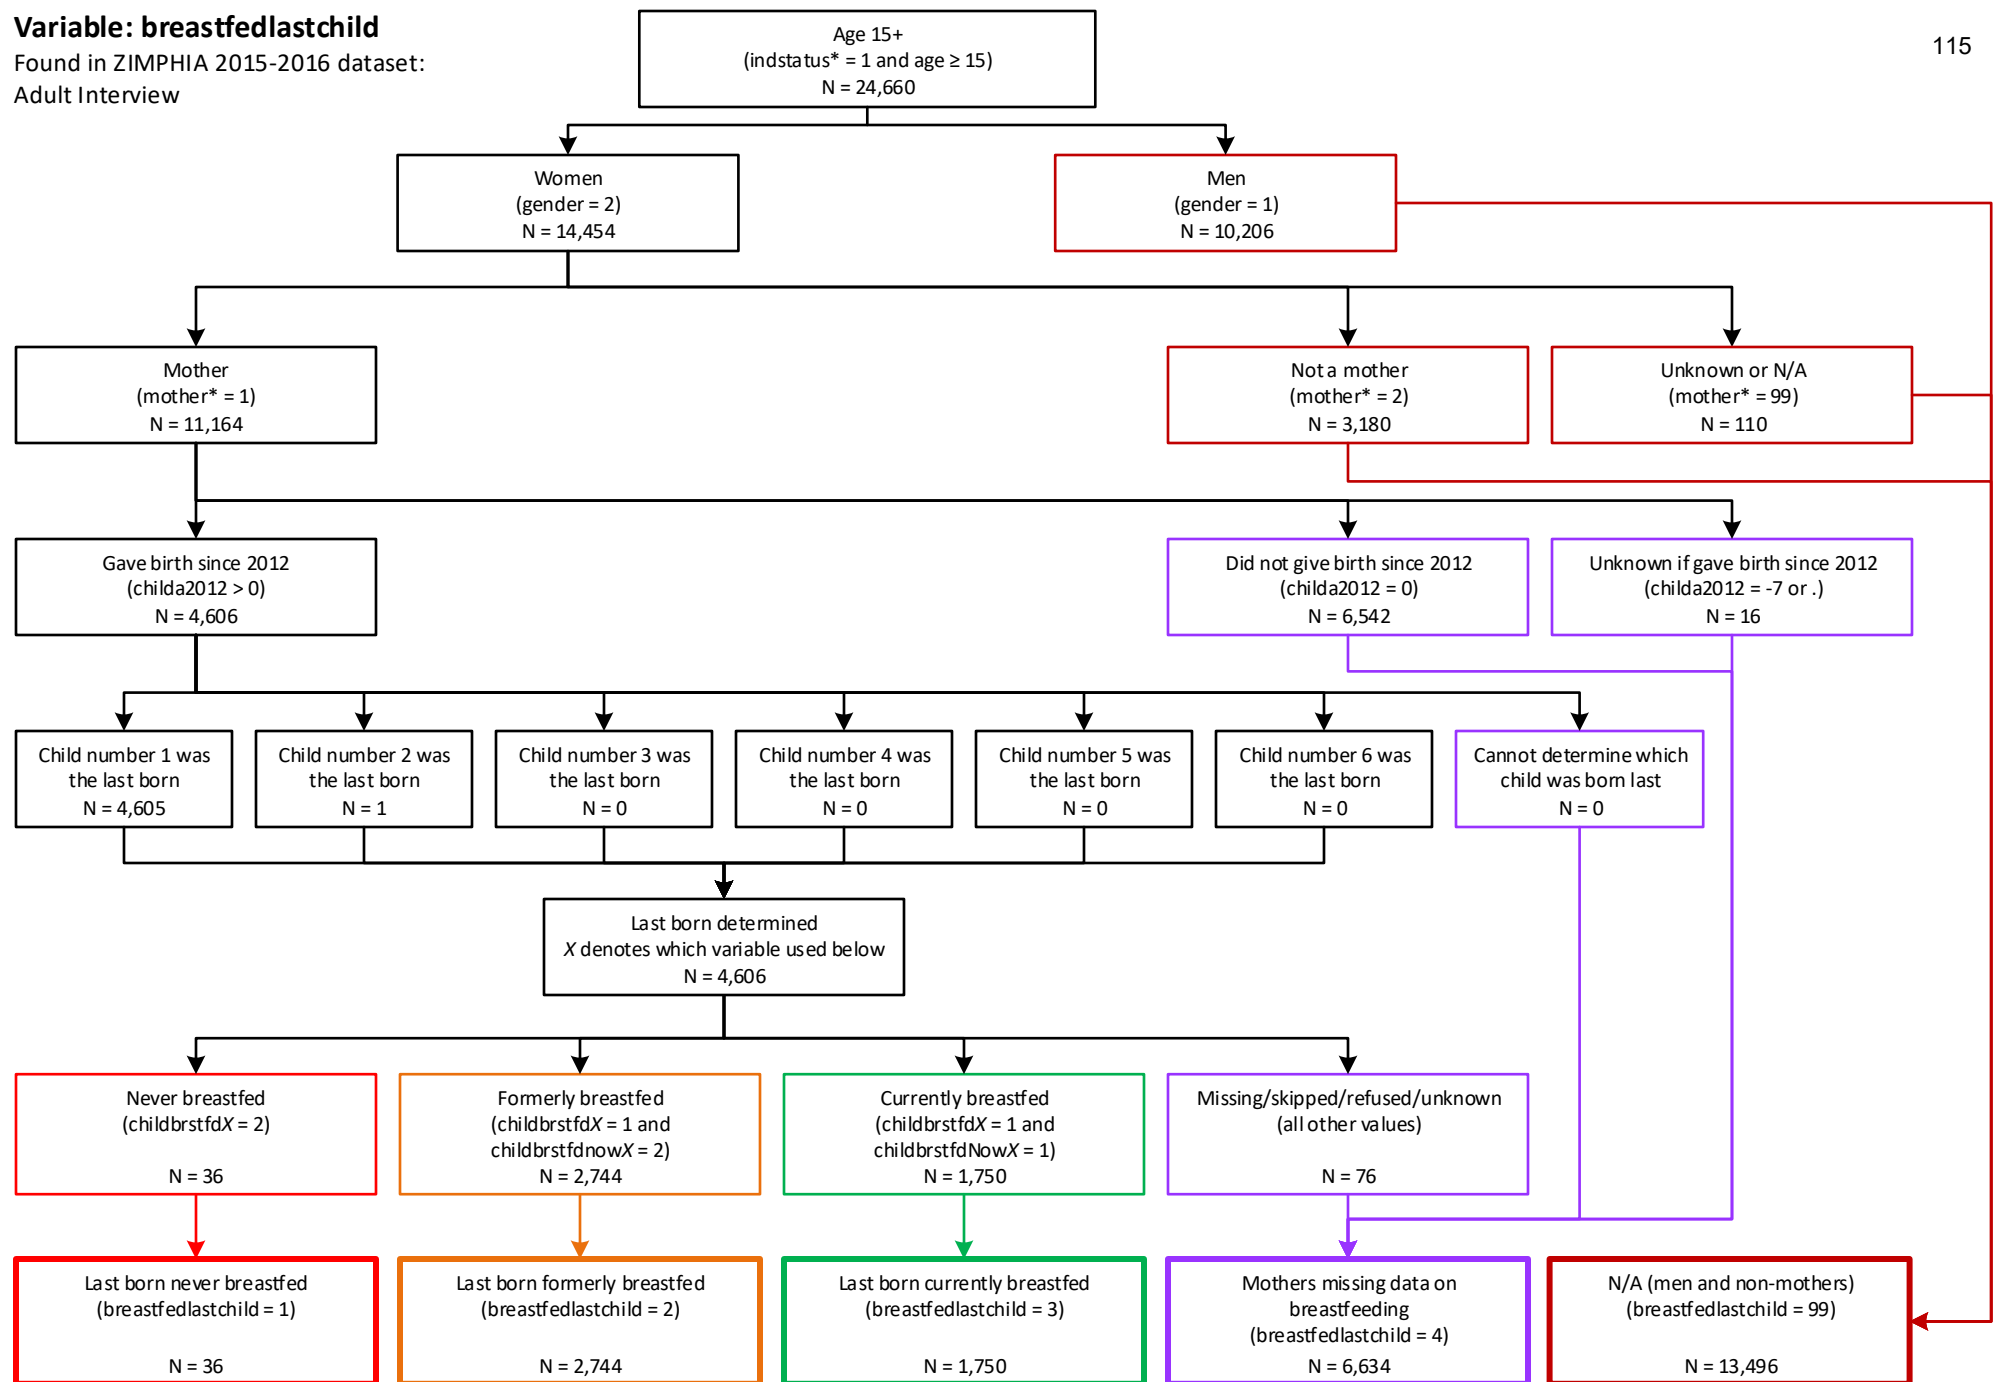 Variable: breastfedlastchild
Found in ZIMPHIA 2015-2016 dataset:
Adult Interview
115
Age 15+
(indstatus* = 1 and age ≥ 15)
N = 24,660
Women
(gender = 2)
N = 14,454
Men
(gender = 1)
N = 10,206
Mother
(mother* = 1)
N = 11,164
Not a mother
(mother* = 2)
N = 3,180
Unknown or N/A
(mother* = 99)
N = 110
Gave birth since 2012
(childa2012 > 0)
N = 4,606
Did not give birth since 2012
(childa2012 = 0)
N = 6,542
Unknown if gave birth since 2012
(childa2012 = -7 or .)
N = 16
Child number 1 was
the last born
N = 4,605
Child number 2 was
the last born
N = 1
Child number 3 was
the last born
N = 0
Child number 4 was
the last born
N = 0
Child number 5 was
the last born
N = 0
Child number 6 was
the last born
N = 0
Cannot determine which
child was born last
N = 0
Last born determined
X denotes which variable used below
N = 4,606
Never breastfed
(childbrstfdX = 2)
N = 36
Formerly breastfed
(childbrstfdX = 1 and
childbrstfdnowX = 2)
N = 2,744
Currently breastfed
(childbrstfdX = 1 and
childbrstfdNowX = 1)
N = 1,750
Missing/skipped/refused/unknown
(all other values)
N = 76
Last born never breastfed
(breastfedlastchild = 1)
N = 36
Last born formerly breastfed
(breastfedlastchild = 2)
N = 2,744
Last born currently breastfed
(breastfedlastchild = 3)
N = 1,750
Mothers missing data on
breastfeeding
(breastfedlastchild = 4)
N = 6,634
N/A (men and non-mothers)
(breastfedlastchild = 99)
N = 13,496